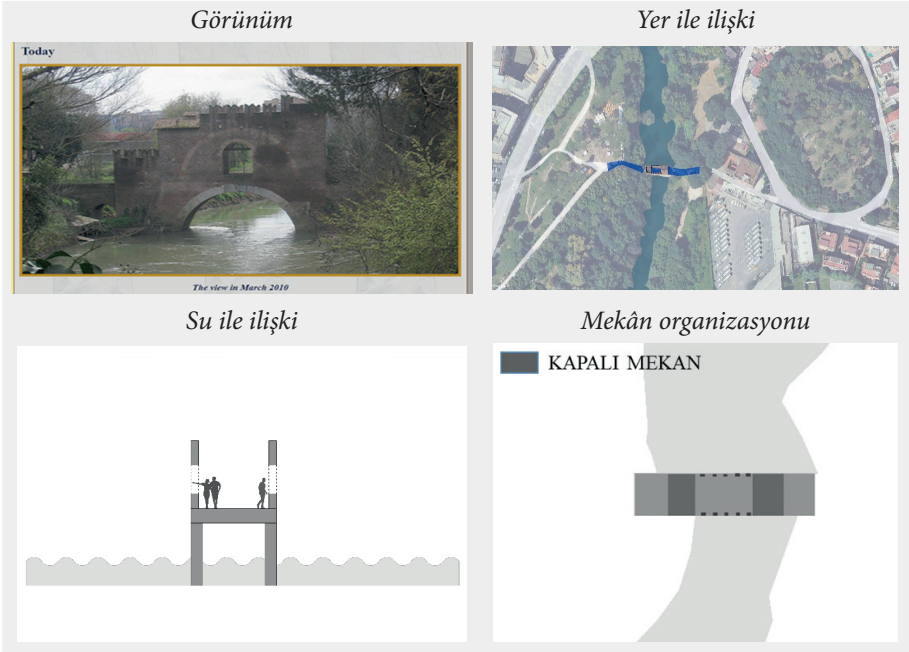 Görünüm
Yer ile ilişki
Today
The view in March 2010
Su ile ilişki
Mekân organizasyonu
KAPALI MEKAN